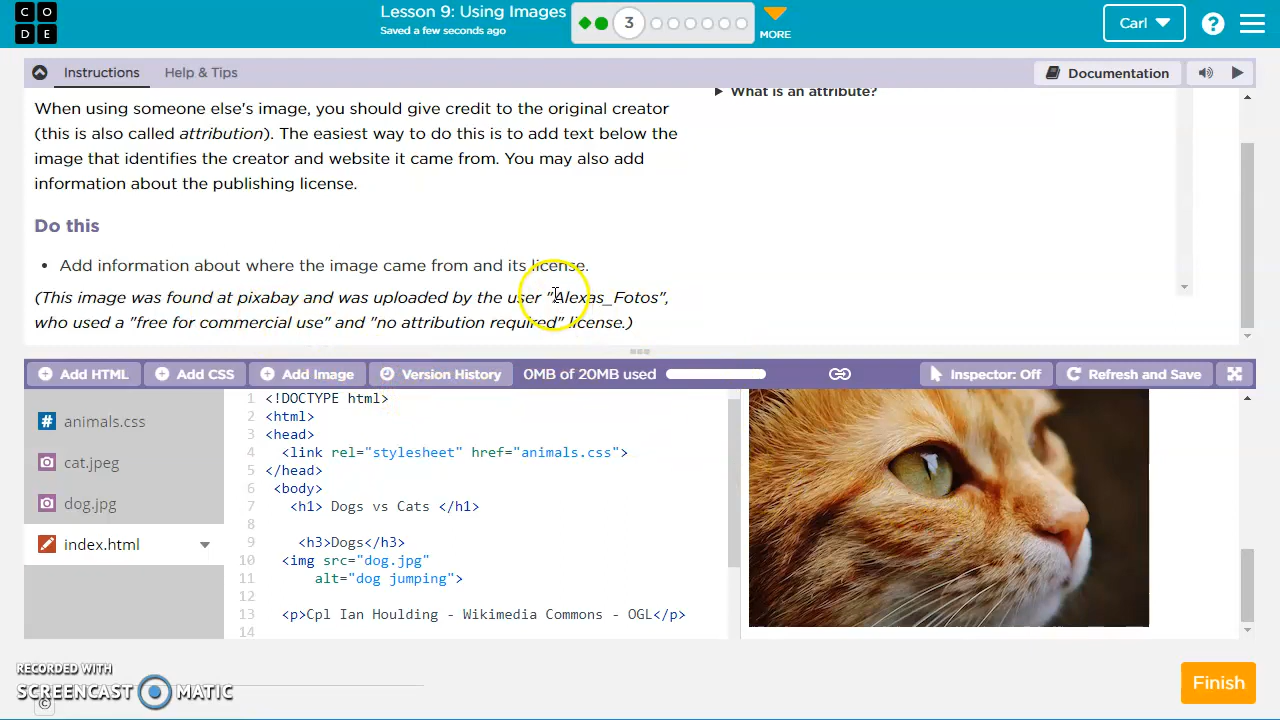 C O
D E
Lesson 9: Using Images
Saved a few seconds ago
3
MORE
Carl
?
Instructions
Help & Tips
Documentation
When using someone else's image, you should give credit to the original creator
(this is also called attribution). The easiest way to do this is to add text below the
image that identifies the creator and website it came from. You may also add
information about the publishing license.
What is an attribute?
Do this
• Add information about where the image came from and its license.
(This image was found at pixabay and was uploaded by the user "Alexas_Fotos",
who used a "free for commercial use" and "no attribution required" license.)
Add HTML
Add CSS
Add Image
Version History
0MB of 20MB used
Inspector: Off
Refresh and Save
# animals.css
cat.jpeg
dog.jpg
index.html
1 <!DOCTYPE html>
2 <html>
3 <head>
4 <link rel="stylesheet" href="animals.css">
5 </head>
6 <body>
7 <h1> Dogs vs Cats </h1>
8
9 <h3>Dogs</h3>
10 <img src="dog.jpg"
11 alt="dog jumping">
12
13 <p>Cpl Ian Houlding - Wikimedia Commons - OGL</p>
14
Finish
RECORDED WITH
SCREENCAST MATIC
©